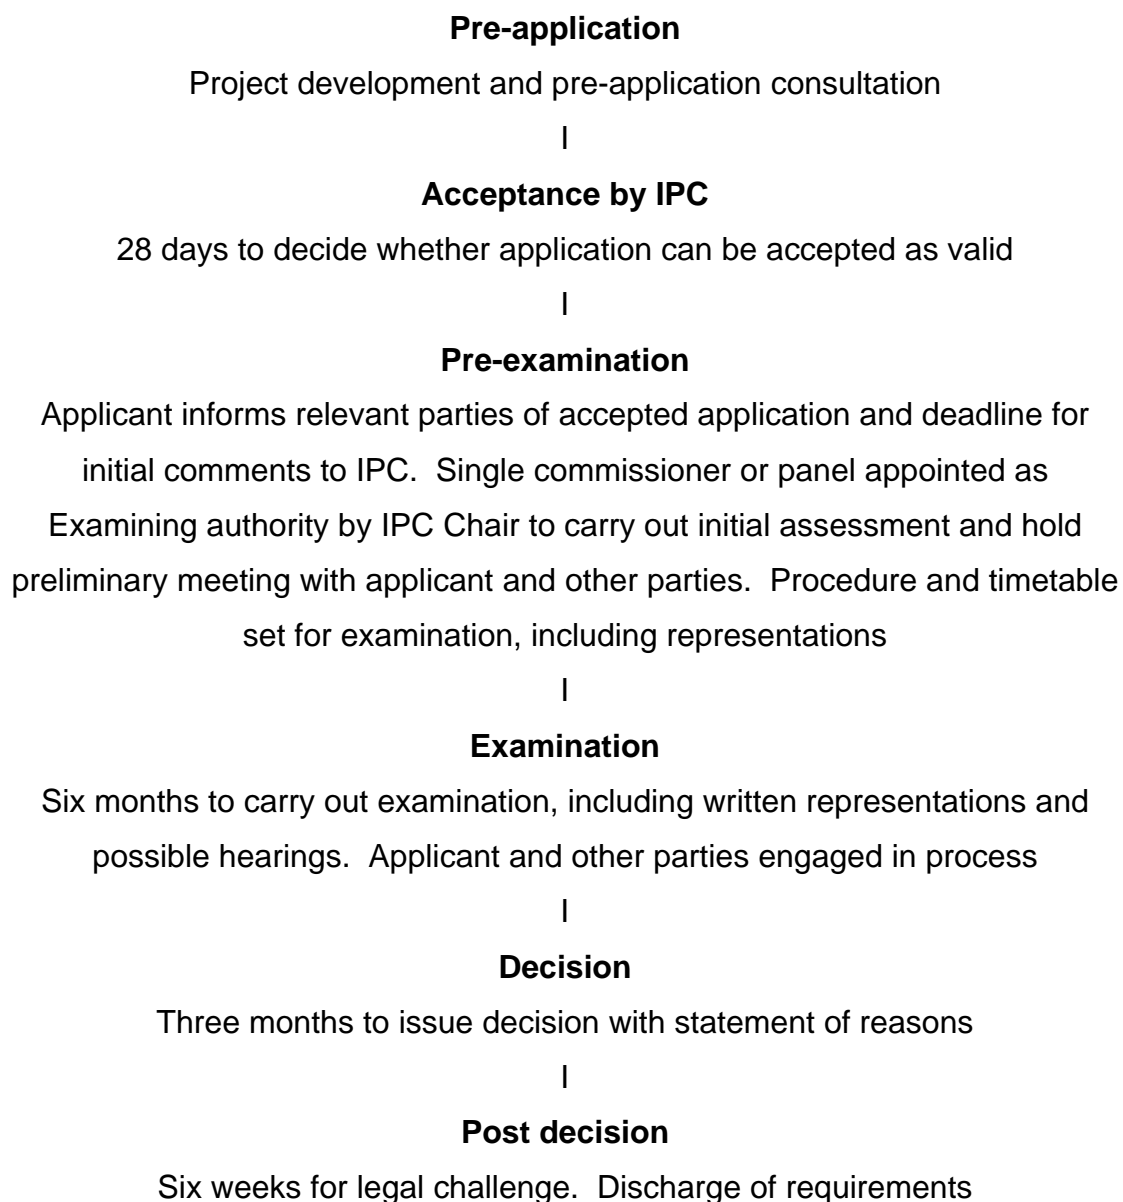 Pre-application
Project development and pre-application consultation
I
Acceptance by IPC
28 days to decide whether application can be accepted as valid
I
Pre-examination
Applicant informs relevant parties of accepted application and deadline for
initial comments to IPC.  Single commissioner or panel appointed as
Examining authority by IPC Chair to carry out initial assessment and hold
preliminary meeting with applicant and other parties.  Procedure and timetable
set for examination, including representations
I
Examination
Six months to carry out examination, including written representations and
possible hearings.  Applicant and other parties engaged in process
I
Decision
Three months to issue decision with statement of reasons
I
Post decision
Six weeks for legal challenge.  Discharge of requirements